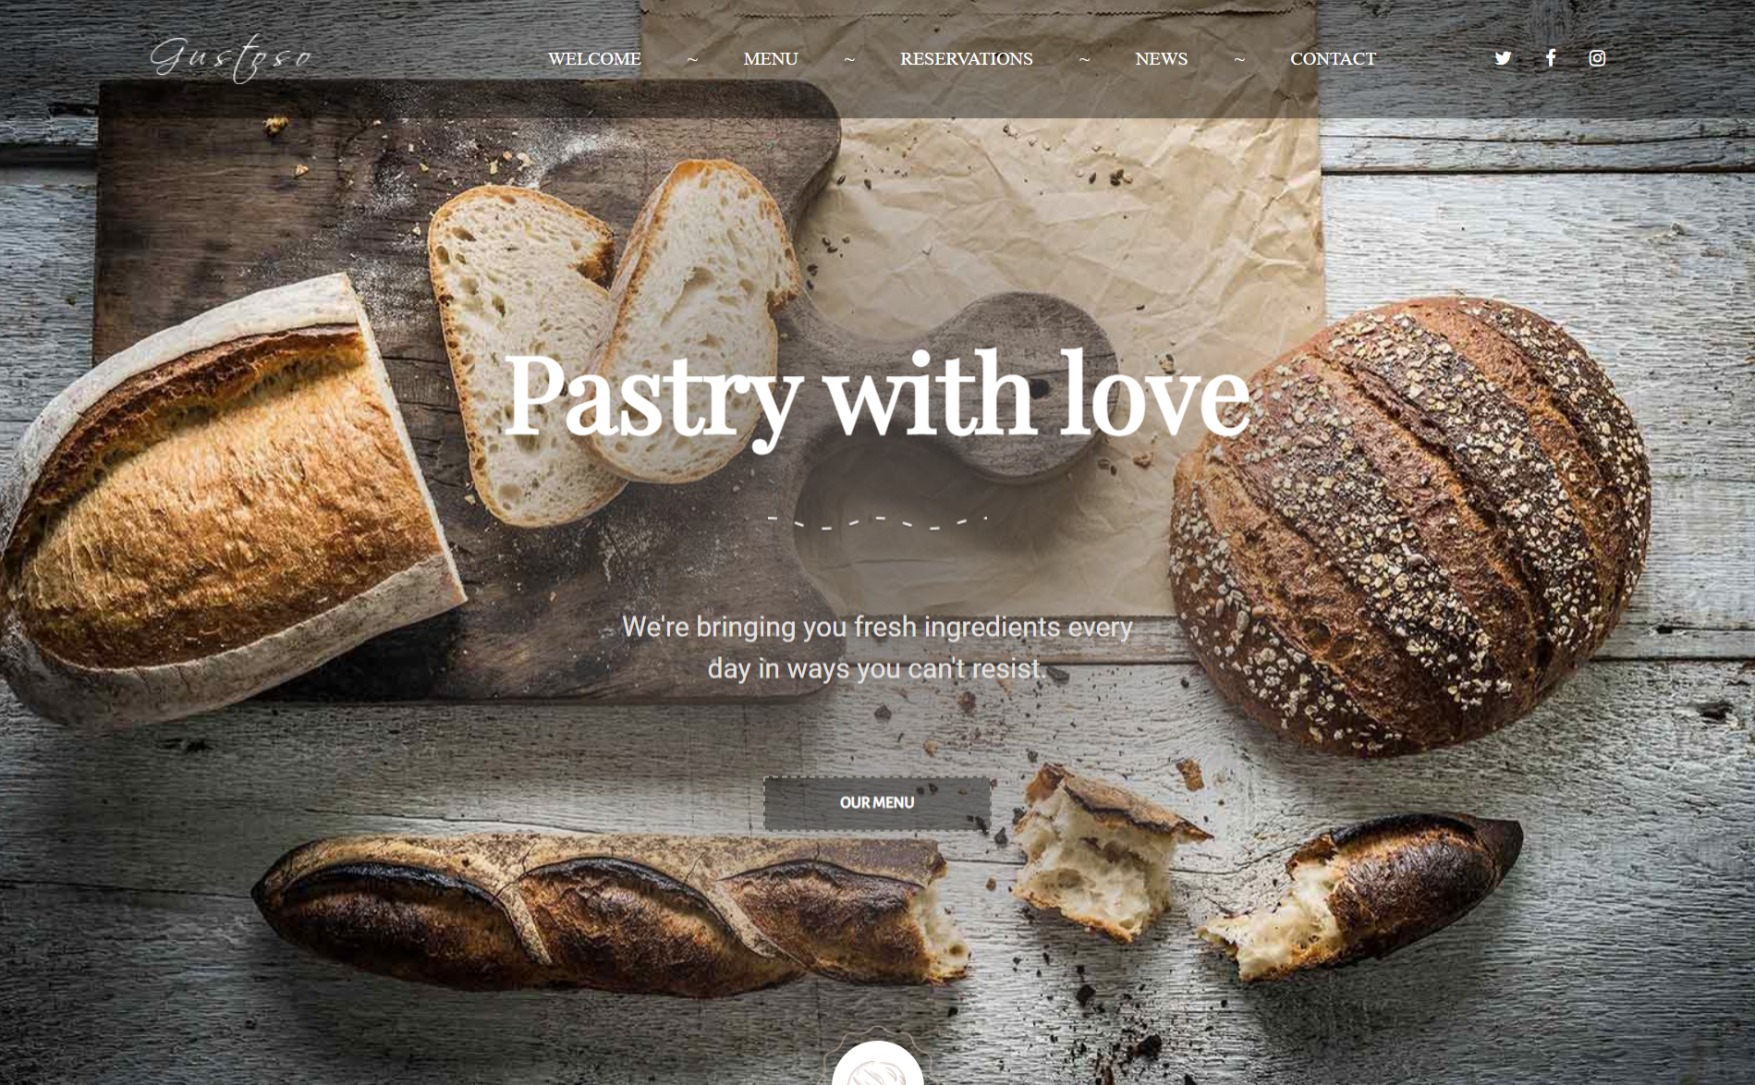 Gustoso
WELCOME ~ MENU ~ RESERVATIONS ~ NEWS ~ CONTACT
Pastry with love
We're bringing you fresh ingredients every
day in ways you can't resist.
OUR MENU